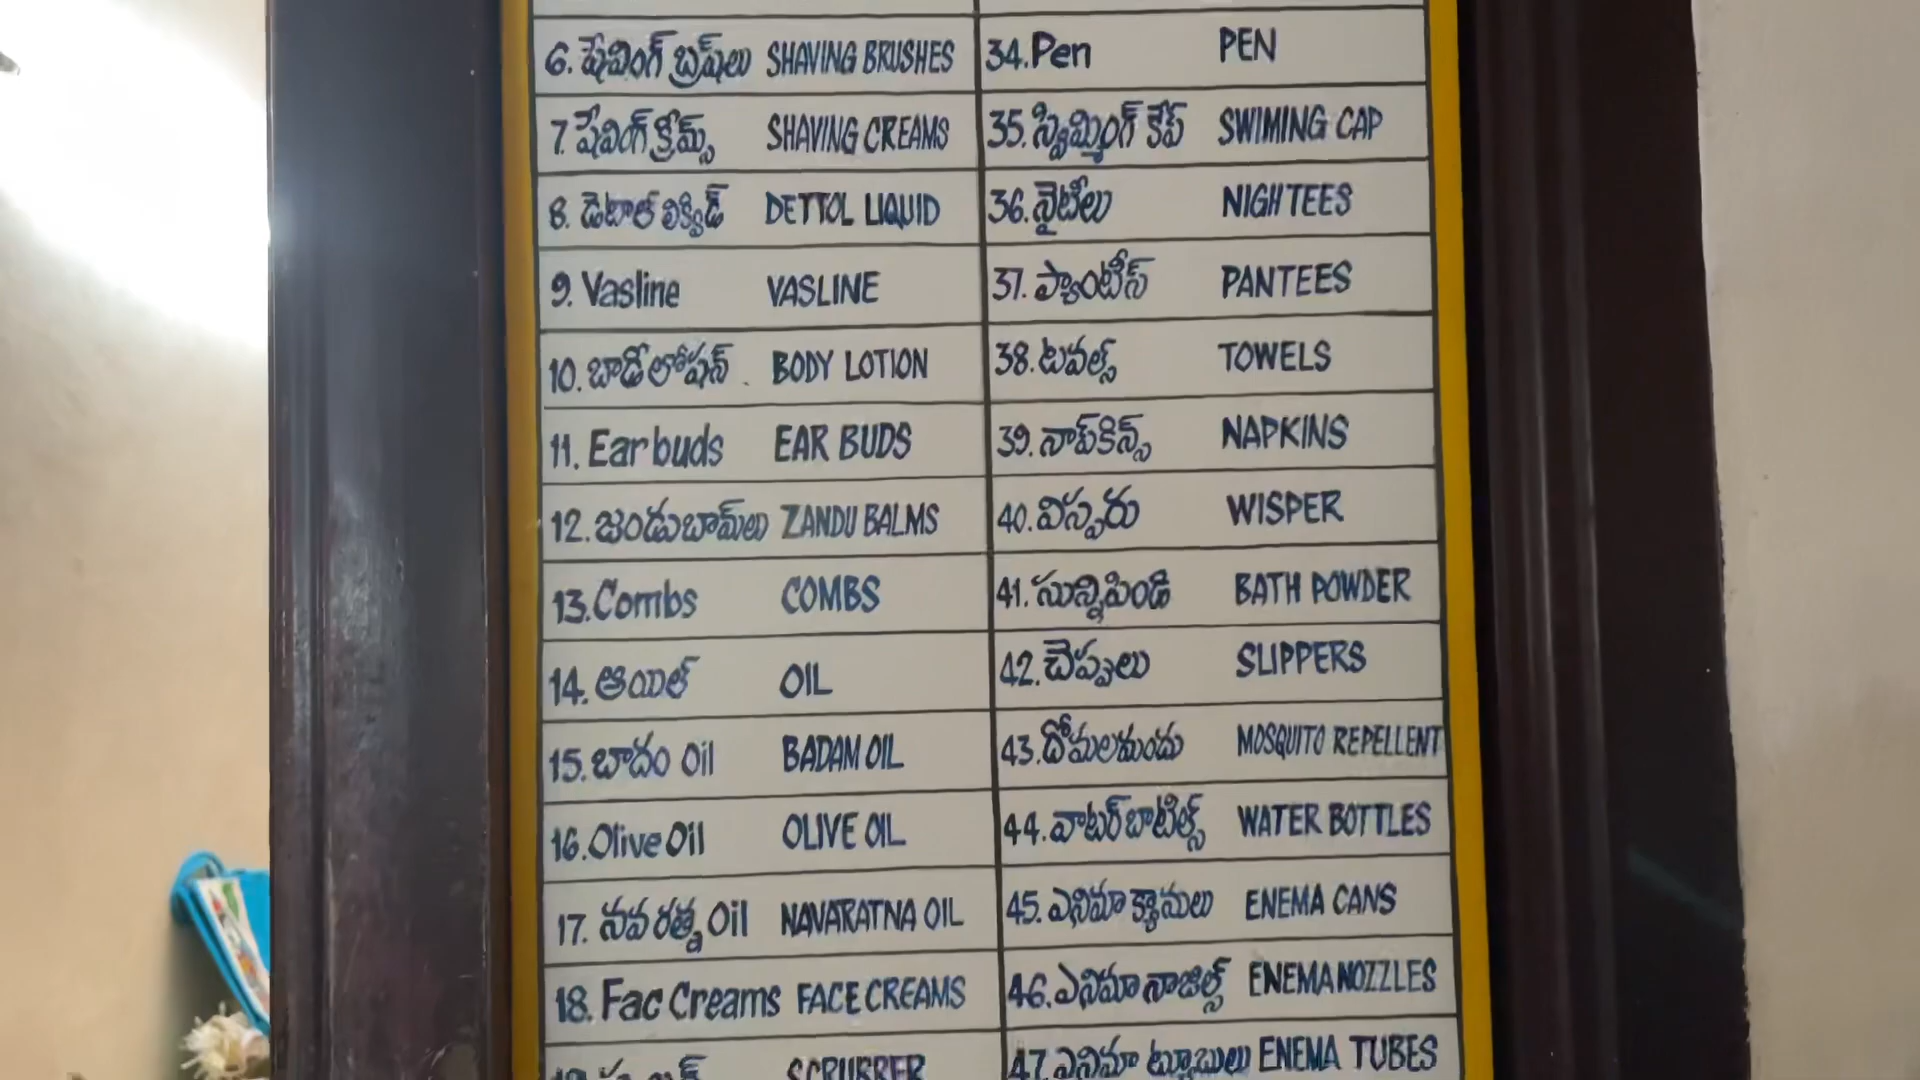 6. షేవింగ్ బ్రష్‌లు SHAVING BRUSHES
7. షేవింగ్ క్రీమ్స్ SHAVING CREAMS
8. డెటాల్ లిక్విడ్ DETTOL LIQUID
9. Vasline VASLINE
10. బాడీలోషన్ BODY LOTION
11. Ear buds EAR BUDS
12. జండుబామ్‌లు ZANDU BALMS
13. Combs COMBS
14. ఆయిల్ OIL
15. బాదం Oil BADAM OIL
16. Olive Oil OLIVE OIL
17. నవరత్న Oil NAVARATNA OIL
18. Fac Creams FACE CREAMS
SCRUBBER
34. Pen PEN
35. స్విమ్మింగ్ కేప్ SWIMING CAP
36. నైటీలు NIGHTEES
37. ప్యాంటీస్ PANTEES
38. టవల్స్ TOWELS
39. నాప్‌కిన్స్ NAPKINS
40. విస్పరు WISPER
41. సున్నిపిండి BATH POWDER
42. చెప్పులు SLIPPERS
43. దోమలమందు MOSQUITO REPELLENT
44. వాటర్‌బాటిల్స్ WATER BOTTLES
45. ఎనిమా క్యానులు ENEMA CANS
46. ఎనిమా నాజిల్స్ ENEMA NOZZLES
47. ఎనిమా ట్యూబులు ENEMA TUBES